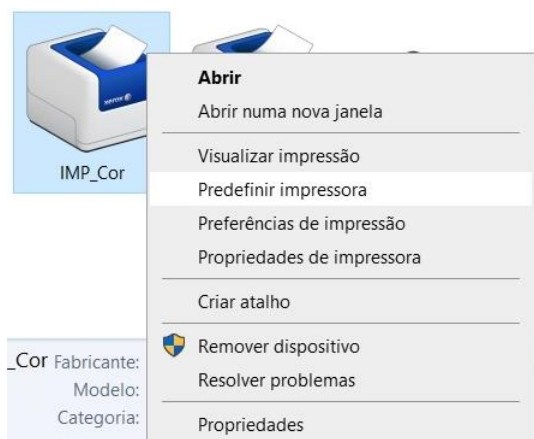 xerox
IMP_Cor
Abrir
Abrir numa nova janela
Visualizar impressão
Predefinir impressora
Preferências de impressão
Propriedades de impressora
Criar atalho
Remover dispositivo
Resolver problemas
Propriedades
_Cor Fabricante:
Modelo:
Categoria: